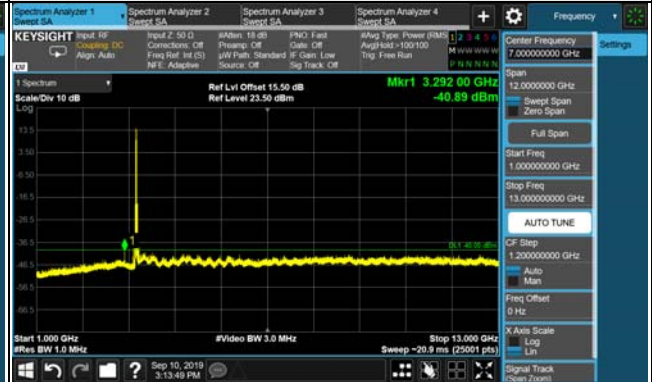 Spectrum Analyzer 1
Swept SA
Spectrum Analyzer 2
Swept SA
Spectrum Analyzer 3
Swept SA
Spectrum Analyzer 4
Swept SA
+
Frequency
KEYSIGHT
Input: RF
Coupling: DC
Align: Auto
Input Z: 50 Ω
Corrections: Off
Freq Ref: Int (S)
NFE: Adaptive
#Atten: 18 dB
Preamp: Off
µW Path: Standard
Source: Off
PNO: Fast
Gate: Off
IF Gain: Low
Sig Track: Off
#Avg Type: Power (RMS
Avg|Hold:>100/100
Trig: Free Run
1 2 3 4 5 6
M W W W W W
P N N N N N
LXI
1 Spectrum
Scale/Div 10 dB
Log
Ref Lvl Offset 15.50 dB
Ref Level 23.50 dBm
Mkr1 3.292 00 GHz
-40.89 dBm
13.5
3.50
-6.50
-16.5
-26.5
-36.5
-46.5
-56.5
-66.5
1
DL1 -40.00 dBm
Start 1.000 GHz
#Res BW 1.0 MHz
#Video BW 3.0 MHz
Stop 13.000 GHz
Sweep ~20.9 ms (25001 pts)
Sep 10, 2019
3:13:49 PM
Center Frequency
7.000000000 GHz
Settings
Span
12.0000000 GHz
Swept Span
Zero Span
Full Span
Start Freq
1.000000000 GHz
Stop Freq
13.000000000 GHz
AUTO TUNE
CF Step
1.200000000 GHz
Auto
Man
Freq Offset
0 Hz
X Axis Scale
Log
Lin
Signal Track
(Span Zoom)